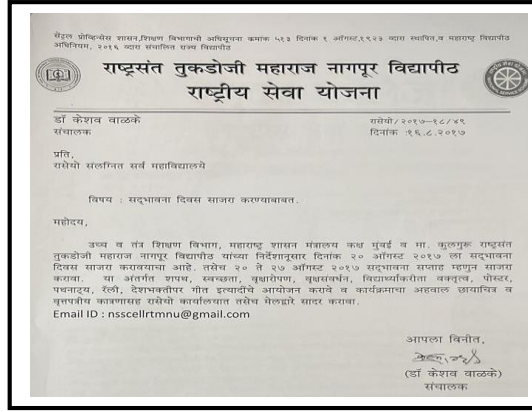 सेंट्रल प्रोव्हिन्सेस शासन,शिक्षण विभागाची अधिसूचना कमांक ५१३ दिनांक १ ऑगस्ट,१९२३ व्दारा स्थापित,व महाराष्ट्र विद्यापीठ
अधिनियम, २०१६ व्दारा संचालित राज्य विद्यापीठ
राष्ट्रसंत तुकडोजी महाराज नागपूर विद्यापीठ
राष्ट्रीय सेवा योजना
डॉ केशव वाळके
संचालक
रासेयो/२०१७-१८/४९
दिनांक :१६.८.२०१७
प्रति,
रासेयो संलग्नित सर्व महाविद्यालये
विषय : सद्‌भावना दिवस साजरा करण्याबाबत.
महोदय,
उच्च व तंत्र शिक्षण विभाग, महाराष्ट्र शासन मंत्रालय कक्ष मुंबई व मा. कुलगुरू राष्ट्रसंत
तुकडोजी महाराज नागपूर विद्यापीठ यांच्या निर्देशानुसार दिनांक २० ऑगस्ट २०१७ ला सद्‌भावना
दिवस साजरा करावयाचा आहे. तसेच २० ते २७ ऑगस्ट २०१७ सद्‌भावना सप्ताह म्हणुन साजरा
करावा. या अंतर्गत शपथ, स्वच्छता, वृक्षारोपण, वृक्षसंवर्धन, विद्यार्थ्यांकरीता वक्तृत्व, पोस्टर,
पथनाट्य, रॅली, देशभक्तीपर गीत इत्यादींचे आयोजन करावे व कार्यक्रमाचा अहवाल छायाचित्र व
वृत्तपत्रीय कात्रणासह रासेयो कार्यालयात तसेच मेलद्वारे सादर करावा.
Email ID : nsscellrtmnu@gmail.com
आपला विनीत,
(डॉ केशव वाळके)
संचालक